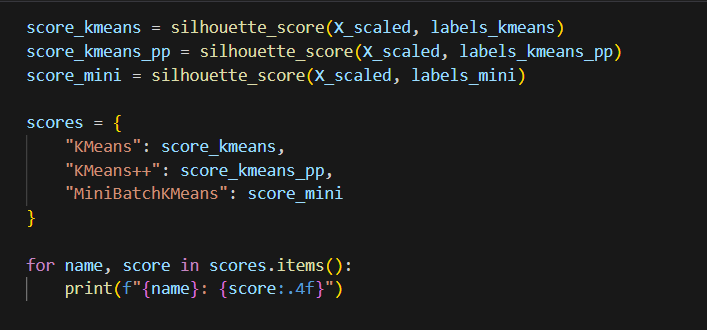 score_kmeans = silhouette_score(X_scaled, labels_kmeans)
score_kmeans_pp = silhouette_score(X_scaled, labels_kmeans_pp)
score_mini = silhouette_score(X_scaled, labels_mini)

scores = {
    "KMeans": score_kmeans,
    "KMeans++": score_kmeans_pp,
    "MiniBatchKMeans": score_mini
}

for name, score in scores.items():
    print(f"{name}: {score:.4f}")